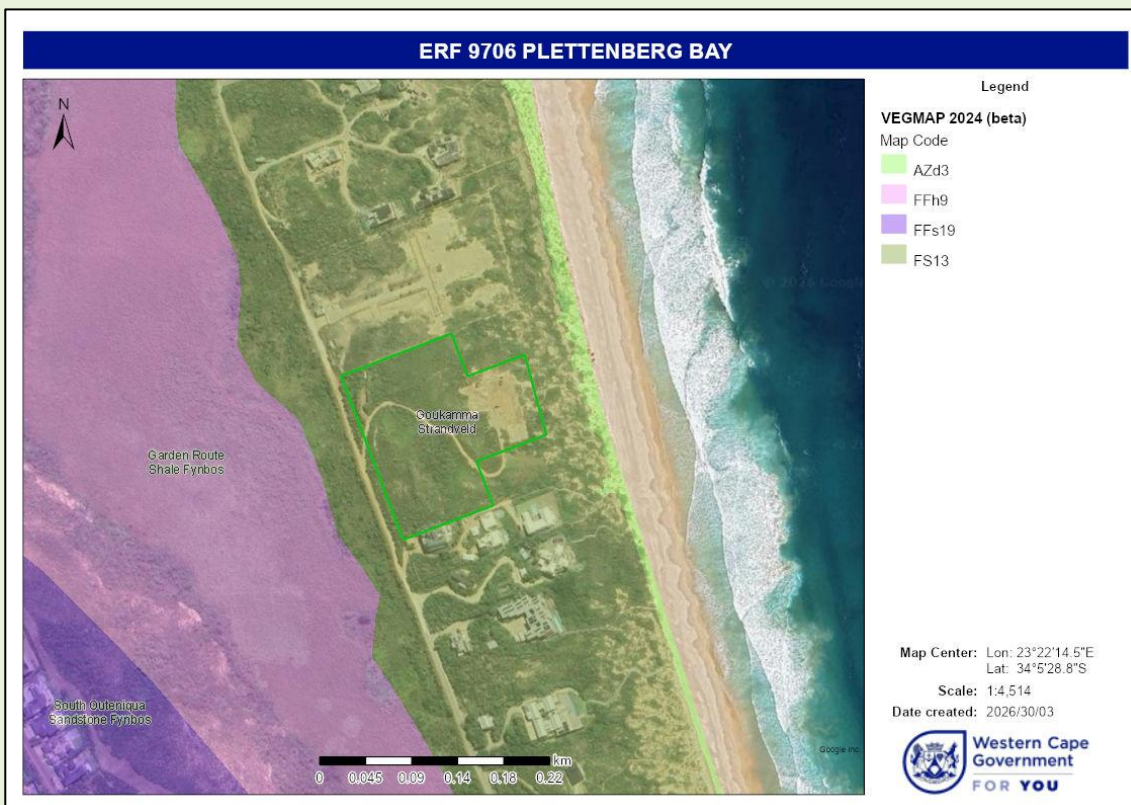 ERF 9706 PLETTENBERG BAY
N
Goukamma
Strandveld
Garden Route
Shale Fynbos
South Outeniqua
Sandstone Fynbos
km
0 0.045 0.09 0.14 0.18 0.22
Google Inc
Legend
VEGMAP 2024 (beta)
Map Code
AZd3
FFh9
FFs19
FS13
Map Center: Lon: 23°22'14.5"E
Lat: 34°5'28.8"S
Scale: 1:4,514
Date created: 2026/30/03
Western Cape
Government
FOR YOU